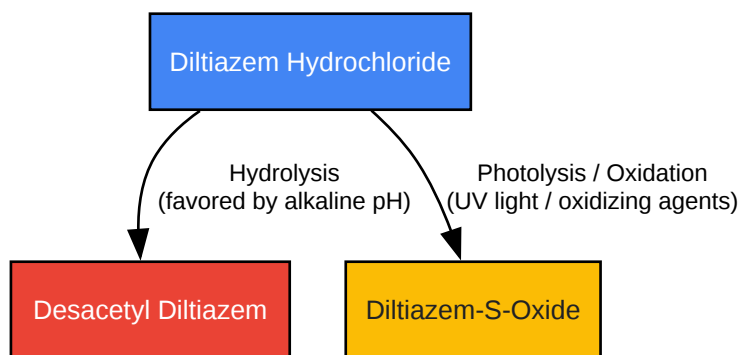 Diltiazem Hydrochloride
Hydrolysis
(favored by alkaline pH)
Photolysis / Oxidation
(UV light / oxidizing agents)
Desacetyl Diltiazem
Diltiazem-S-Oxide